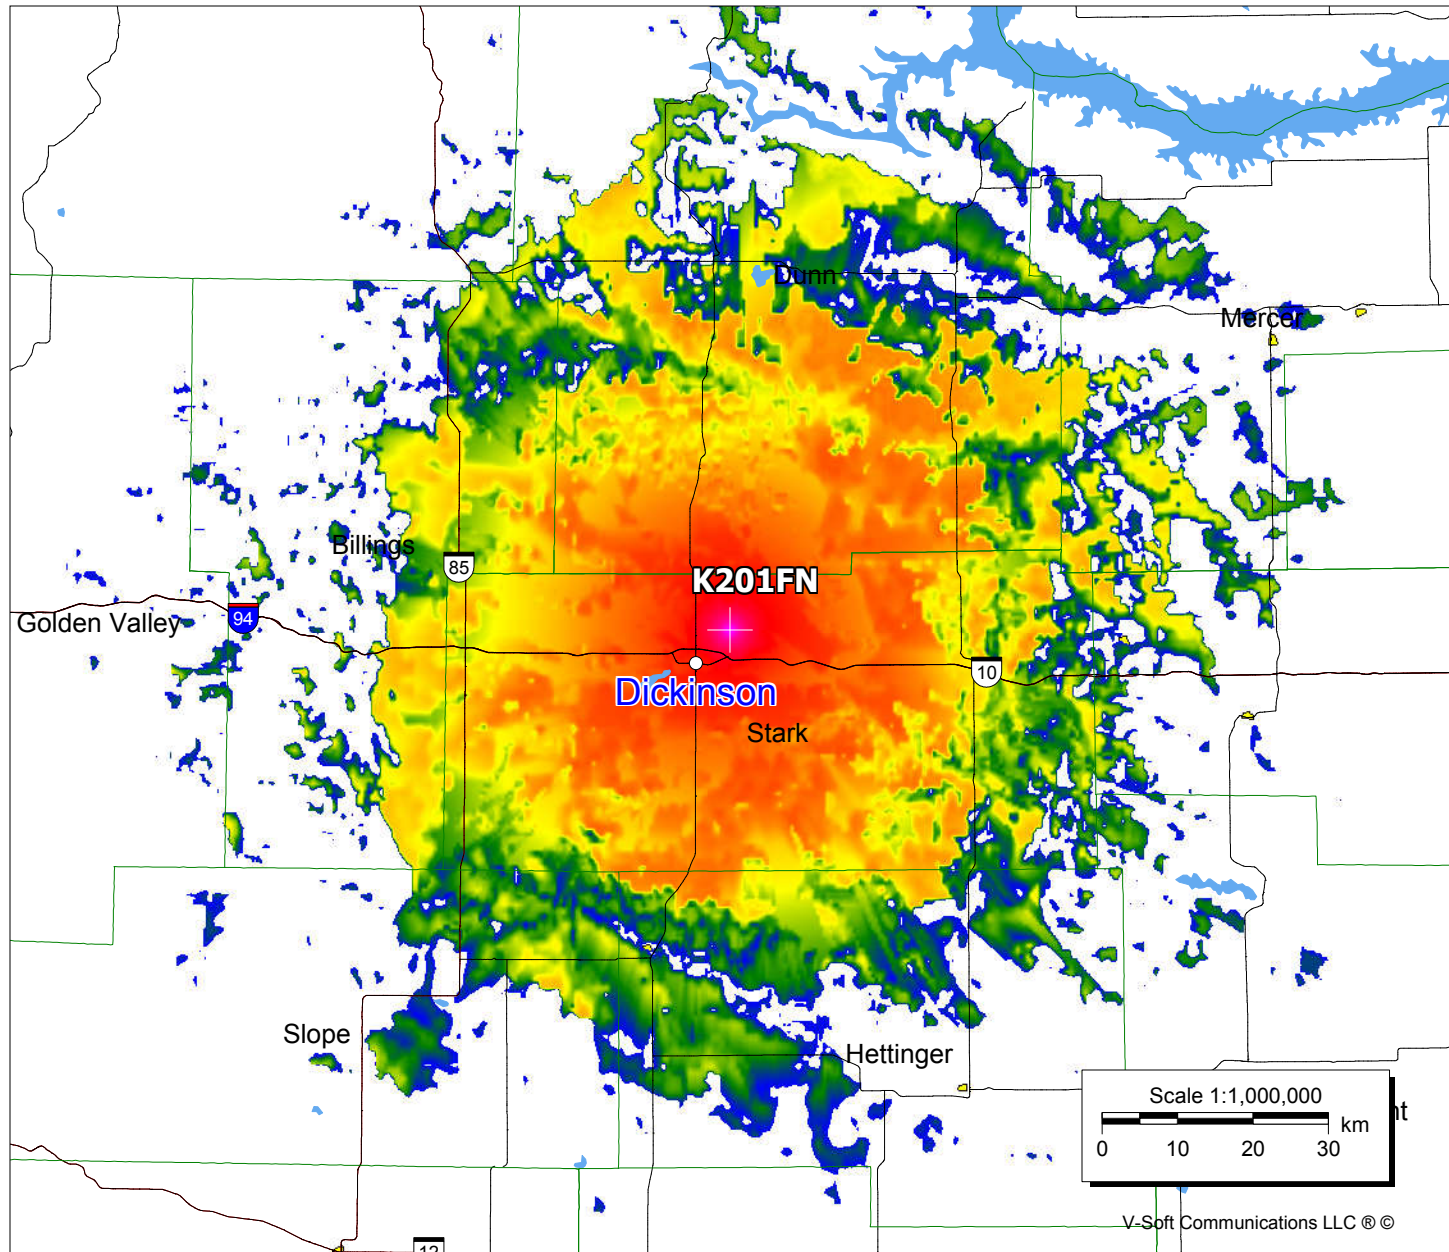 Dunn
Mercer
Billings
85
K201FN
94
Golden Valley
10
Dickinson
Stark
Slope
Hettinger
Scale 1:1,000,000
km
0 10 20 30
V-Soft Communications LLC ® ©
12